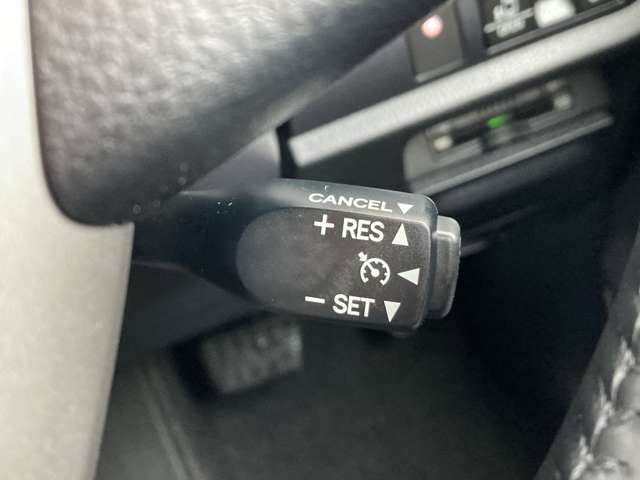 CANCEL ▼
+ RES ▲
◀
− SET ▼